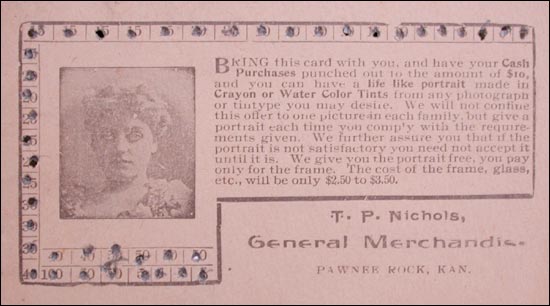 BRING this card with you, and have your Cash
Purchases punched out to the amount of $10,
and you can have a life like portrait made in
Crayon or Water Color Tints from any photograph
or tintype you may desire. We will not confine
this offer to one picture in each family, but give a
portrait each time you comply with the require-
ments given. We further assure you that if the
portrait is not satisfactory you need not accept it
until it is. We give you the portrait free, you pay
only for the frame. The cost of the frame, glass,
etc., will be only $2.50 to $3.50.
T. P. Nichols,
General Merchandis.
PAWNEE ROCK, KAN.